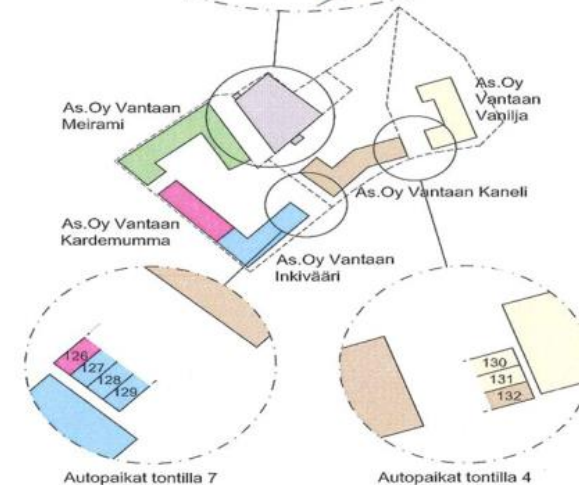 As.Oy Vantaan
Meirami
As.Oy
Vantaan
Vanilja
As.Oy Vantaan Kaneli
As.Oy Vantaan
Kardemumma
As.Oy Vantaan
Inkivääri
126
127
128
129
130
131
132
Autopaikat tontilla 7
Autopaikat tontilla 4